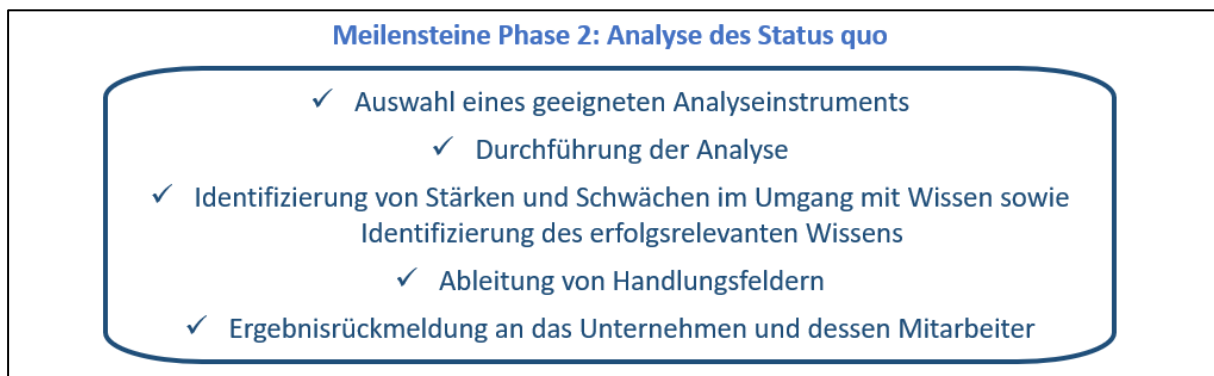 Meilensteine Phase 2: Analyse des Status quo
✓ Auswahl eines geeigneten Analyseinstruments
✓ Durchführung der Analyse
✓ Identifizierung von Stärken und Schwächen im Umgang mit Wissen sowie
Identifizierung des erfolgsrelevanten Wissens
✓ Ableitung von Handlungsfeldern
✓ Ergebnisrückmeldung an das Unternehmen und dessen Mitarbeiter